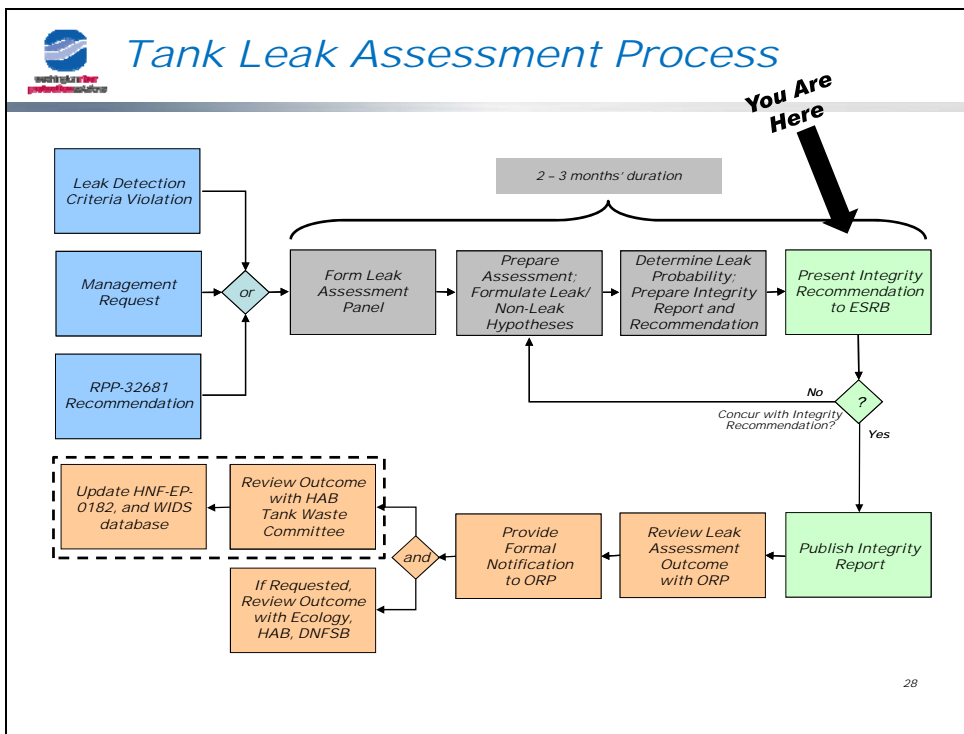 Tank Leak Assessment Process
washingtonriver
protectionsolutions
You Are
Here
2 – 3 months' duration
Leak Detection
Criteria Violation
Management
Request
RPP-32681
Recommendation
or
Form Leak
Assessment
Panel
Prepare
Assessment;
Formulate Leak/
Non-Leak
Hypotheses
Determine Leak
Probability;
Prepare Integrity
Report and
Recommendation
Present Integrity
Recommendation
to ESRB
No
?
Concur with Integrity
Recommendation?
Yes
Update HNF-EP-
0182, and WIDS
database
Review Outcome
with HAB
Tank Waste
Committee
and
If Requested,
Review Outcome
with Ecology,
HAB, DNFSB
Provide
Formal
Notification
to ORP
Review Leak
Assessment
Outcome
with ORP
Publish Integrity
Report
28